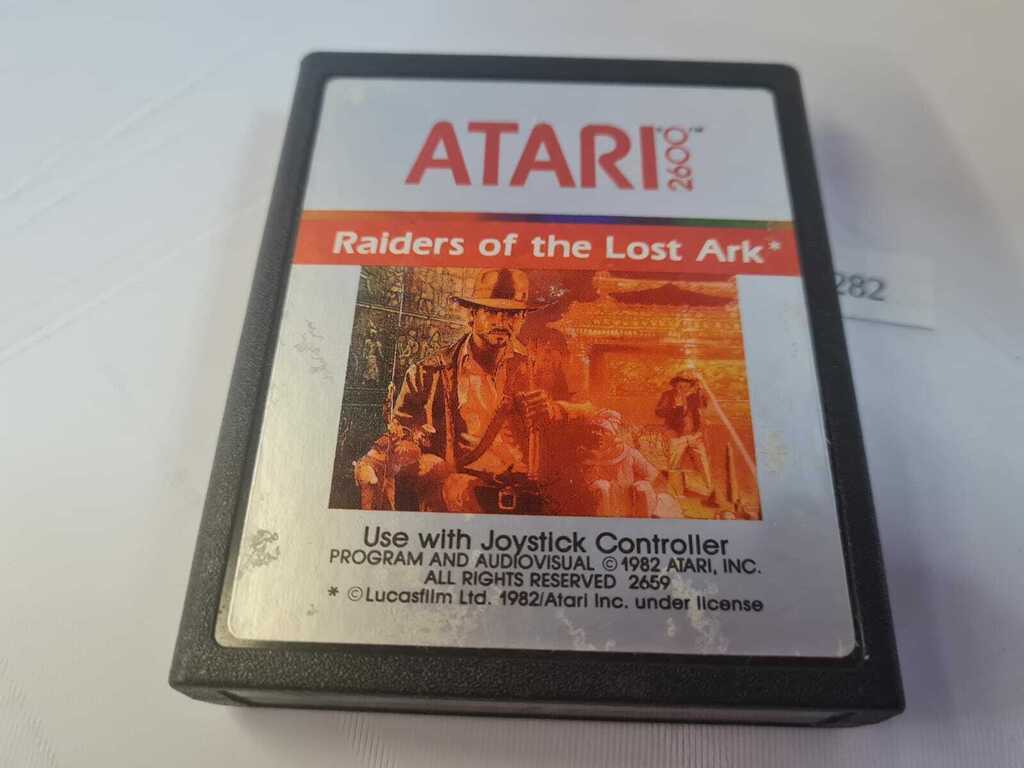 ATARI 2600™
Raiders of the Lost Ark*
282
Use with Joystick Controller
PROGRAM AND AUDIOVISUAL © 1982 ATARI, INC.
ALL RIGHTS RESERVED 2659
* © Lucasfilm Ltd. 1982/Atari Inc. under license